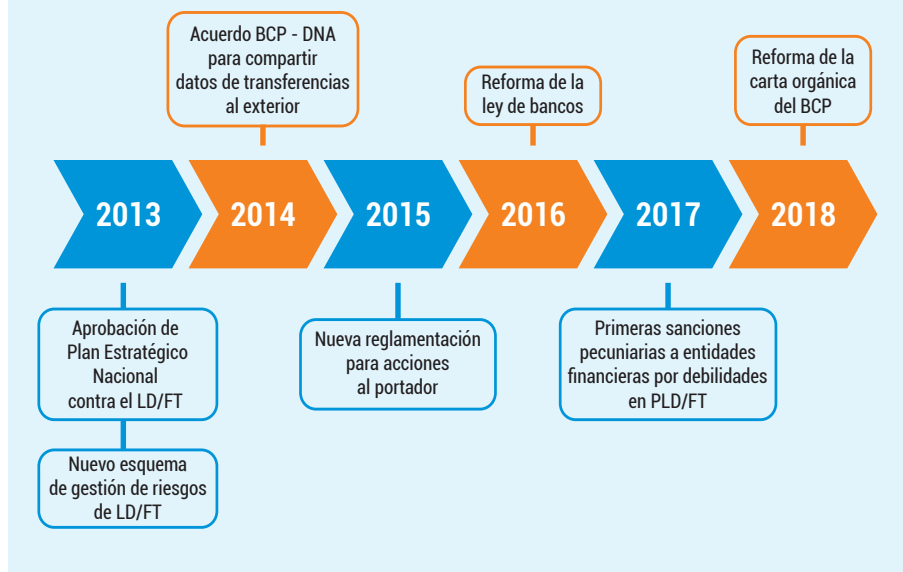 Acuerdo BCP - DNA
para compartir
datos de transferencias
al exterior
Reforma de la
ley de bancos
Reforma de la
carta orgánica
del BCP
2013
2014
2015
2016
2017
2018
Aprobación de
Plan Estratégico
Nacional
contra el LD/FT
Nuevo esquema
de gestión de riesgos
de LD/FT
Nueva reglamentación
para acciones
al portador
Primeras sanciones
pecuniarias a entidades
financieras por debilidades
en PLD/FT